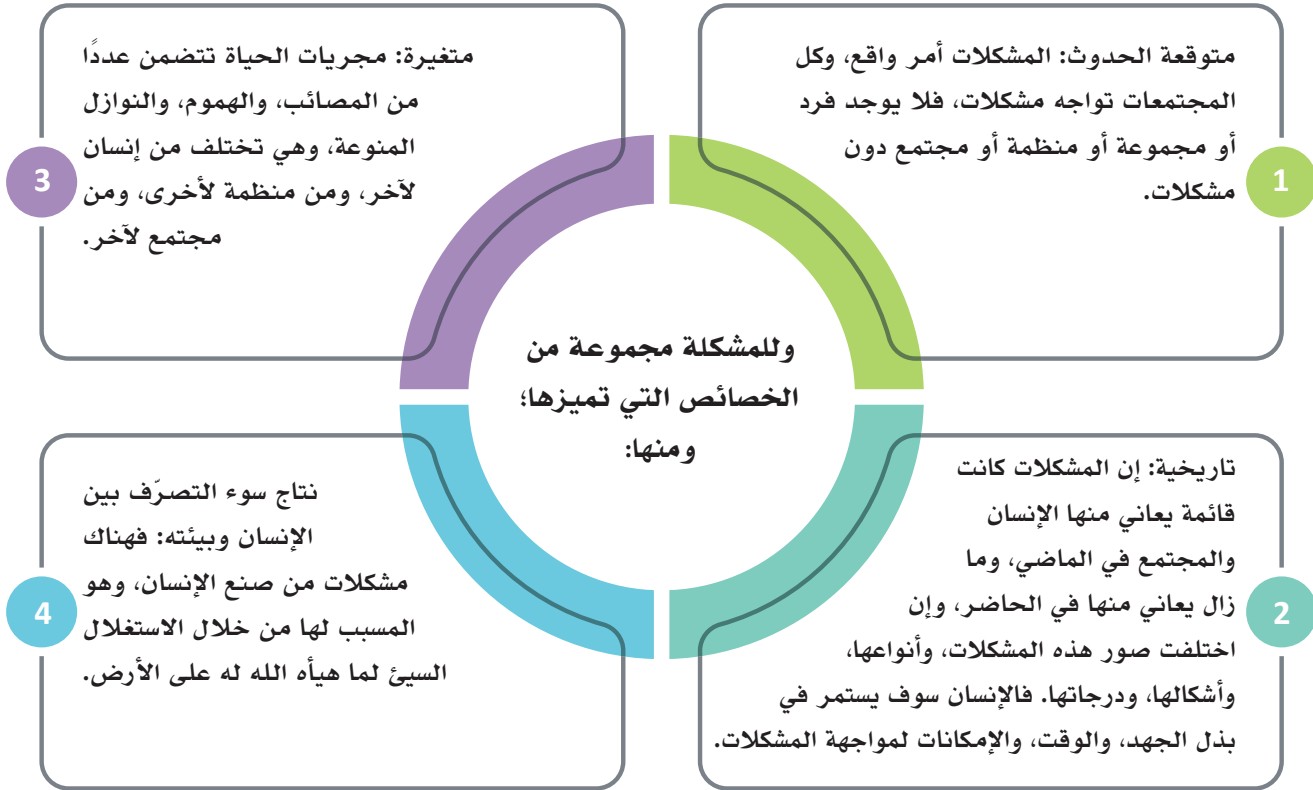 وللمشكلة مجموعة من
الخصائص التي تميزها؛
ومنها:
1
متوقعة الحدوث: المشكلات أمر واقع، وكل
المجتمعات تواجه مشكلات، فلا يوجد فرد
أو مجموعة أو منظمة أو مجتمع دون
مشكلات.
2
تاريخية: إن المشكلات كانت
قائمة يعاني منها الإنسان
والمجتمع في الماضي، وما
زال يعاني منها في الحاضر، وإن
اختلفت صور هذه المشكلات، وأنواعها،
وأشكالها، ودرجاتها. فالإنسان سوف يستمر في
بذل الجهد، والوقت، والإمكانات لمواجهة المشكلات.
3
متغيرة: مجريات الحياة تتضمن عددًا
من المصائب، والهموم، والنوازل
المنوعة، وهي تختلف من إنسان
لآخر، ومن منظمة لأخرى، ومن
مجتمع لآخر.
4
نتاج سوء التصرّف بين
الإنسان وبيئته: فهناك
مشكلات من صنع الإنسان، وهو
المسبب لها من خلال الاستغلال
السيئ لما هيأه الله له على الأرض.